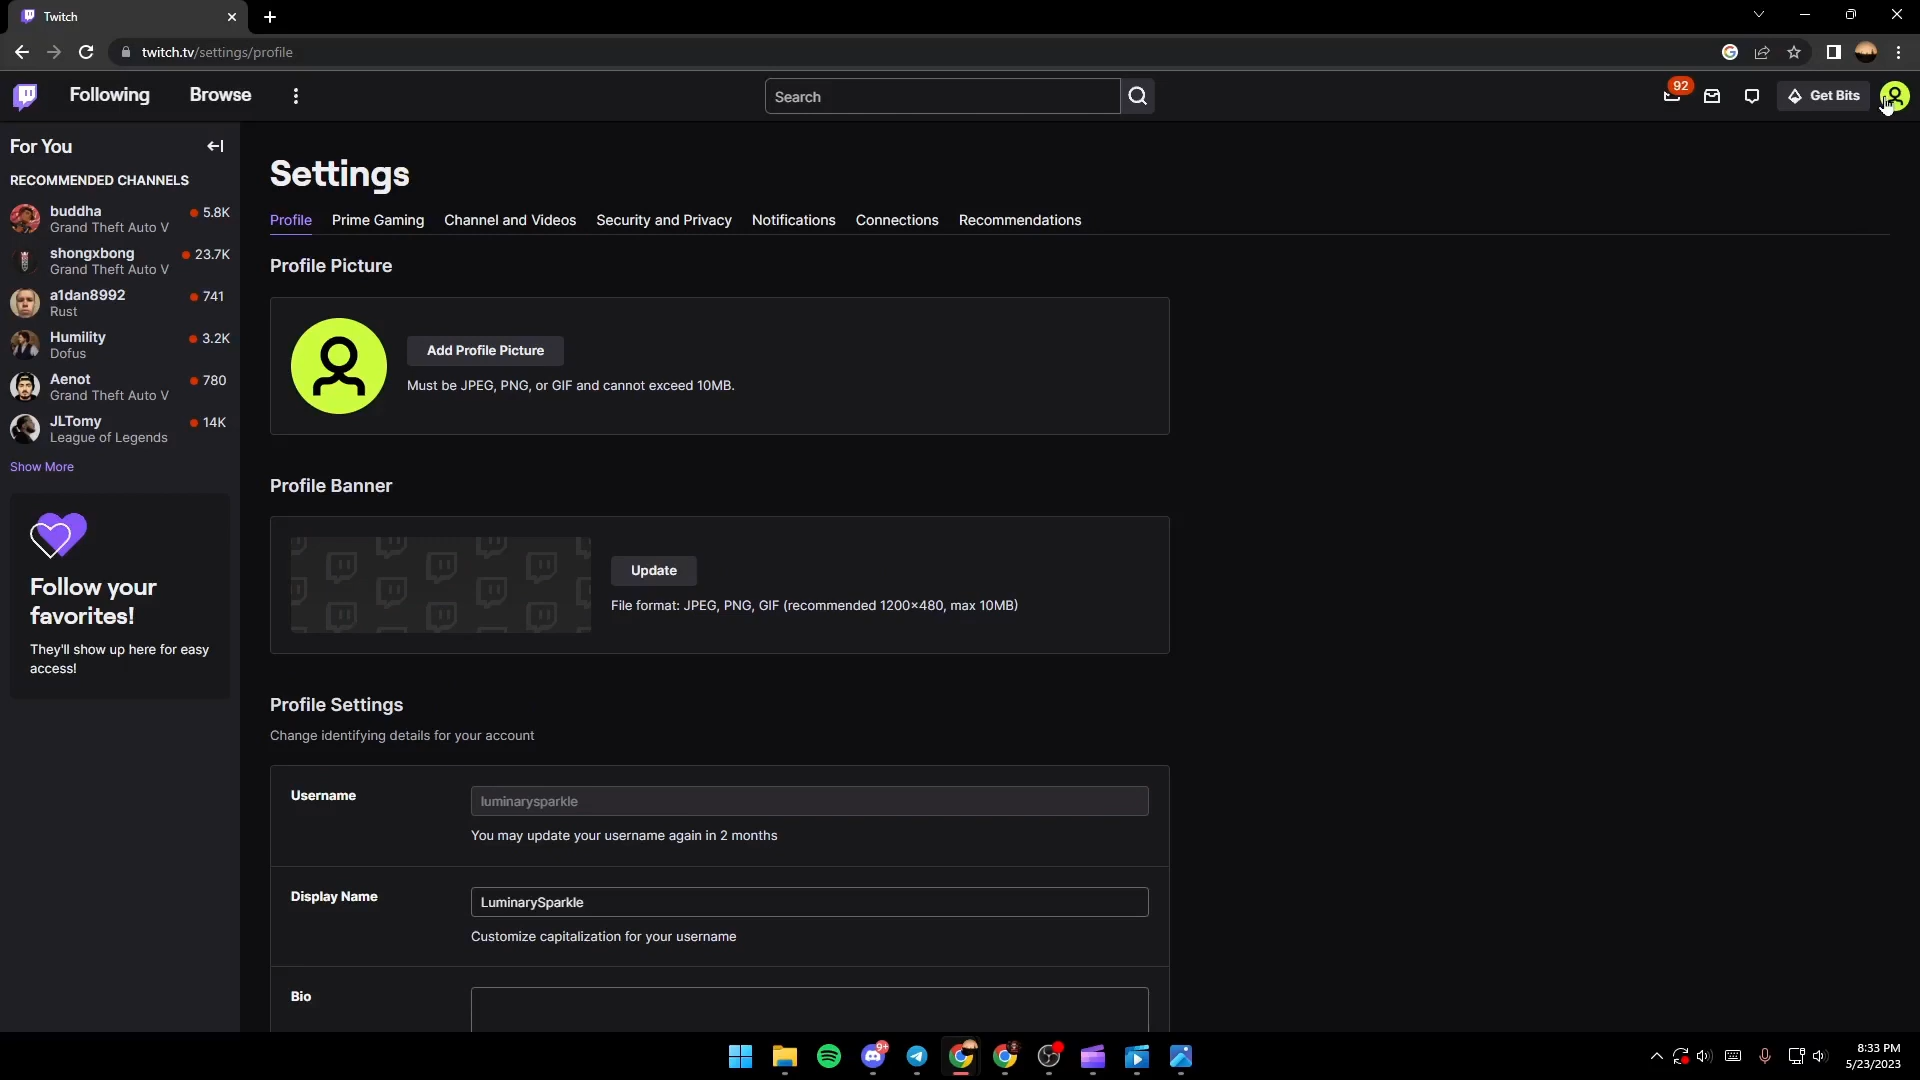 Twitch
twitch.tv/settings/profile
Following
Browse
Search
92
Get Bits
For You
RECOMMENDED CHANNELS
buddha
5.8K
Grand Theft Auto V
shongxbong
23.7K
Grand Theft Auto V
a1dan8992
741
Rust
Humility
3.2K
Dofus
Aenot
780
Grand Theft Auto V
JLTomy
14K
League of Legends
Show More
Follow your
favorites!
They'll show up here for easy
access!
Settings
Profile Prime Gaming Channel and Videos Security and Privacy Notifications Connections Recommendations
Profile Picture
Add Profile Picture
Must be JPEG, PNG, or GIF and cannot exceed 10MB.
Profile Banner
Update
File format: JPEG, PNG, GIF (recommended 1200×480, max 10MB)
Profile Settings
Change identifying details for your account
Username
luminarysparkle
You may update your username again in 2 months
Display Name
LuminarySparkle
Customize capitalization for your username
Bio
9+
8:33 PM
5/23/2023